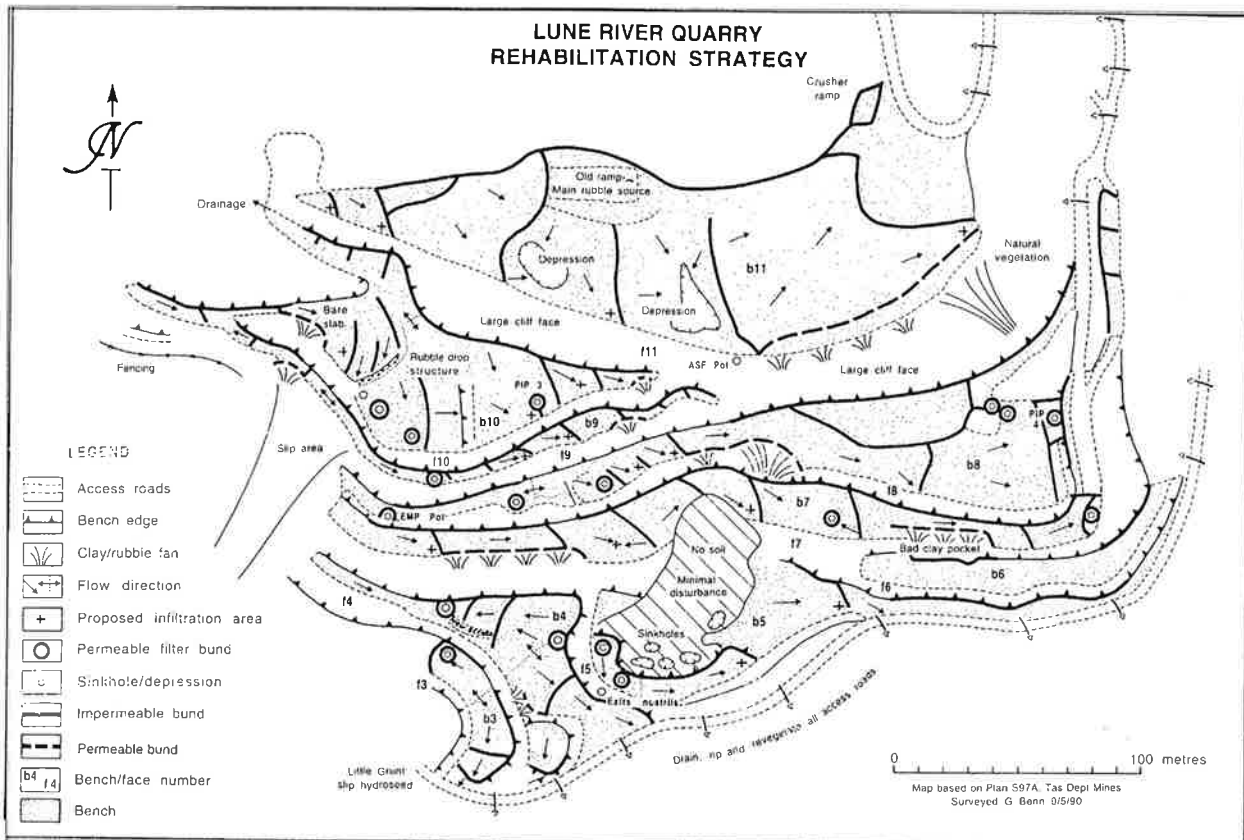 LUNE RIVER QUARRY
REHABILITATION STRATEGY
N
Crusher
ramp
Old ramp-
Main rubble source
Drainage
Depression
b11
Natural
vegetation
Bare
slab
Large cliff face
Depression
Fencing
Rubble drop
structure
f11
ASF Pot
Large cliff face
PIP 3
b10
b9
PIP
4
Slip area
f10
f9
b8
LEMP Pot
f8
b7
No soil
f7
Bad clay pocket
b6
Minimal
disturbance
f6
f4
b4
b5
Sinkholes
f5
f3
Exits nostrils
b3
Drain, rip and revegetate all access roads
Little Grunt
slip hydroseed
LEGEND
Access roads
Bench edge
Clay/rubble fan
Flow direction
Proposed infiltration area
Permeable filter bund
Sinkhole/depression
Impermeable bund
Permeable bund
b4 f4 Bench/face number
Bench
0 100 metres
Map based on Plan S97A, Tas Dept Mines
Surveyed G Benn 9/5/90